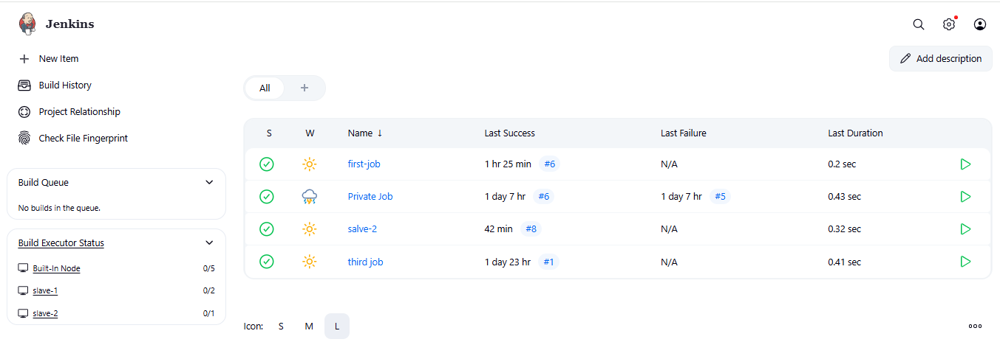 Jenkins
New Item
Build History
Project Relationship
Check File Fingerprint
Build Queue
No builds in the queue.
Build Executor Status
Built-In Node 0/5
slave-1 0/2
slave-2 0/1
Add description
All +
S W Name ↓ Last Success Last Failure Last Duration
first-job 1 hr 25 min #6 N/A 0.2 sec
Private Job 1 day 7 hr #6 1 day 7 hr #5 0.43 sec
salve-2 42 min #8 N/A 0.32 sec
third job 1 day 23 hr #1 N/A 0.41 sec
Icon: S M L